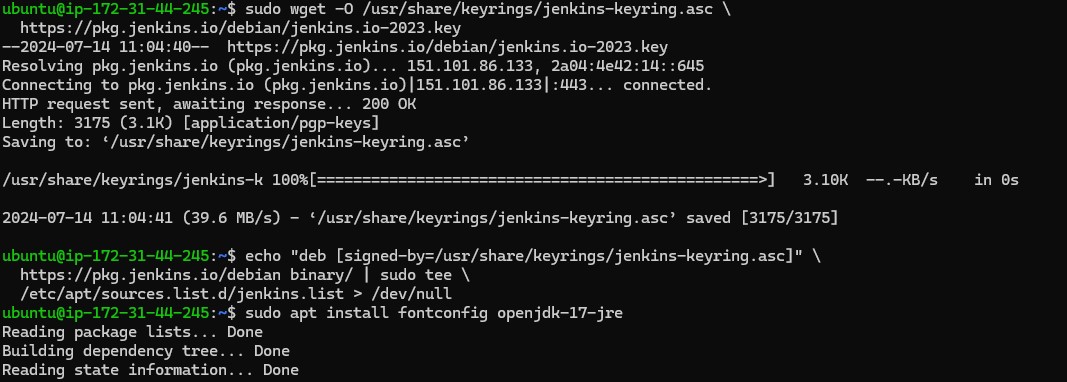 ubuntu@ip-172-31-44-245:~$ sudo wget -O /usr/share/keyrings/jenkins-keyring.asc \
  https://pkg.jenkins.io/debian/jenkins.io-2023.key
--2024-07-14 11:04:40--  https://pkg.jenkins.io/debian/jenkins.io-2023.key
Resolving pkg.jenkins.io (pkg.jenkins.io)... 151.101.86.133, 2a04:4e42:14::645
Connecting to pkg.jenkins.io (pkg.jenkins.io)|151.101.86.133|:443... connected.
HTTP request sent, awaiting response... 200 OK
Length: 3175 (3.1K) [application/pgp-keys]
Saving to: ‘/usr/share/keyrings/jenkins-keyring.asc’

/usr/share/keyrings/jenkins-k 100%[=================================================>]   3.10K  --.-KB/s    in 0s

2024-07-14 11:04:41 (39.6 MB/s) - ‘/usr/share/keyrings/jenkins-keyring.asc’ saved [3175/3175]

ubuntu@ip-172-31-44-245:~$ echo "deb [signed-by=/usr/share/keyrings/jenkins-keyring.asc]" \
  https://pkg.jenkins.io/debian binary/ | sudo tee \
  /etc/apt/sources.list.d/jenkins.list > /dev/null
ubuntu@ip-172-31-44-245:~$ sudo apt install fontconfig openjdk-17-jre
Reading package lists... Done
Building dependency tree... Done
Reading state information... Done